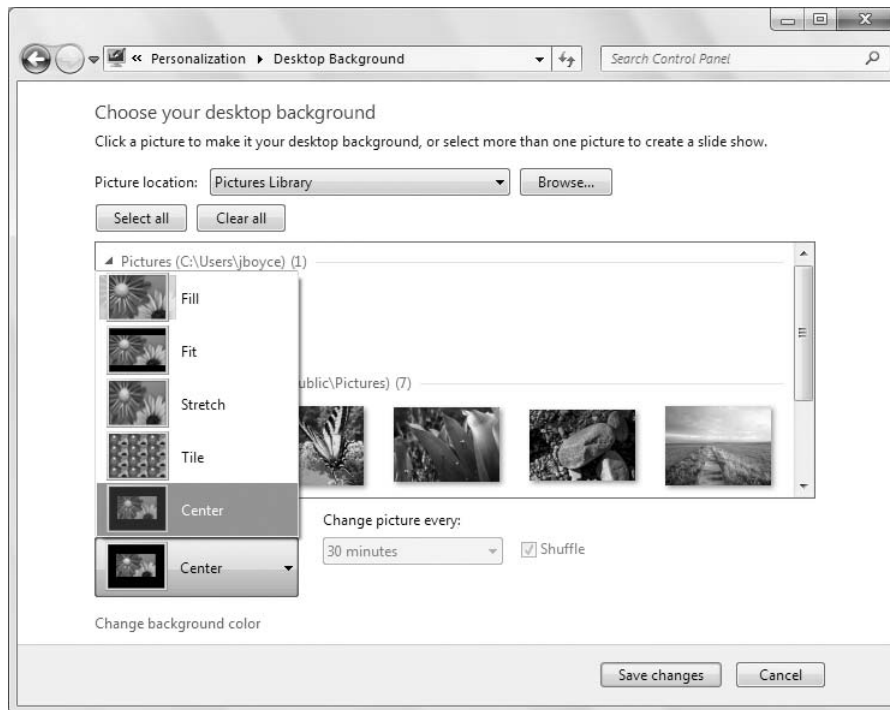 « Personalization ▸ Desktop Background
Search Control Panel
Choose your desktop background
Click a picture to make it your desktop background, or select more than one picture to create a slide show.
Picture location: Pictures Library Browse...
Select all Clear all
Pictures (C:\Users\jboyce) (1)
Fill
Fit
ublic\Pictures) (7)
Stretch
Tile
Center
Change picture every:
30 minutes Shuffle
Center
Change background color
Save changes Cancel